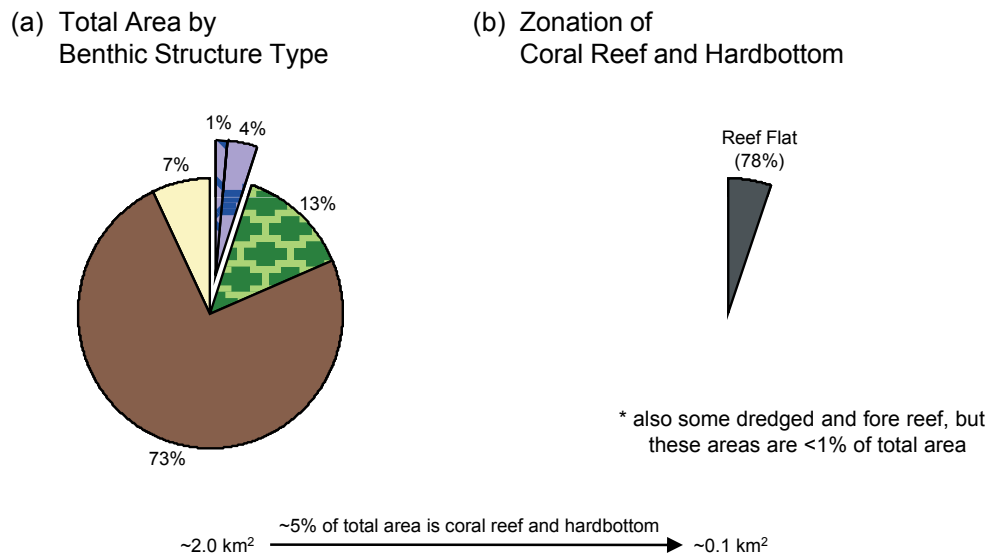 (a) Total Area by
Benthic Structure Type
(b) Zonation of
Coral Reef and Hardbottom
1%
4%
7%
13%
73%
Reef Flat
(78%)
* also some dredged and fore reef, but
these areas are <1% of total area
~5% of total area is coral reef and hardbottom
~2.0 km²
~0.1 km²